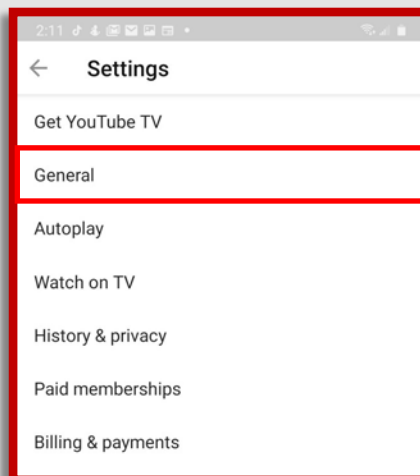 2:11
Settings
Get YouTube TV
General
Autoplay
Watch on TV
History & privacy
Paid memberships
Billing & payments